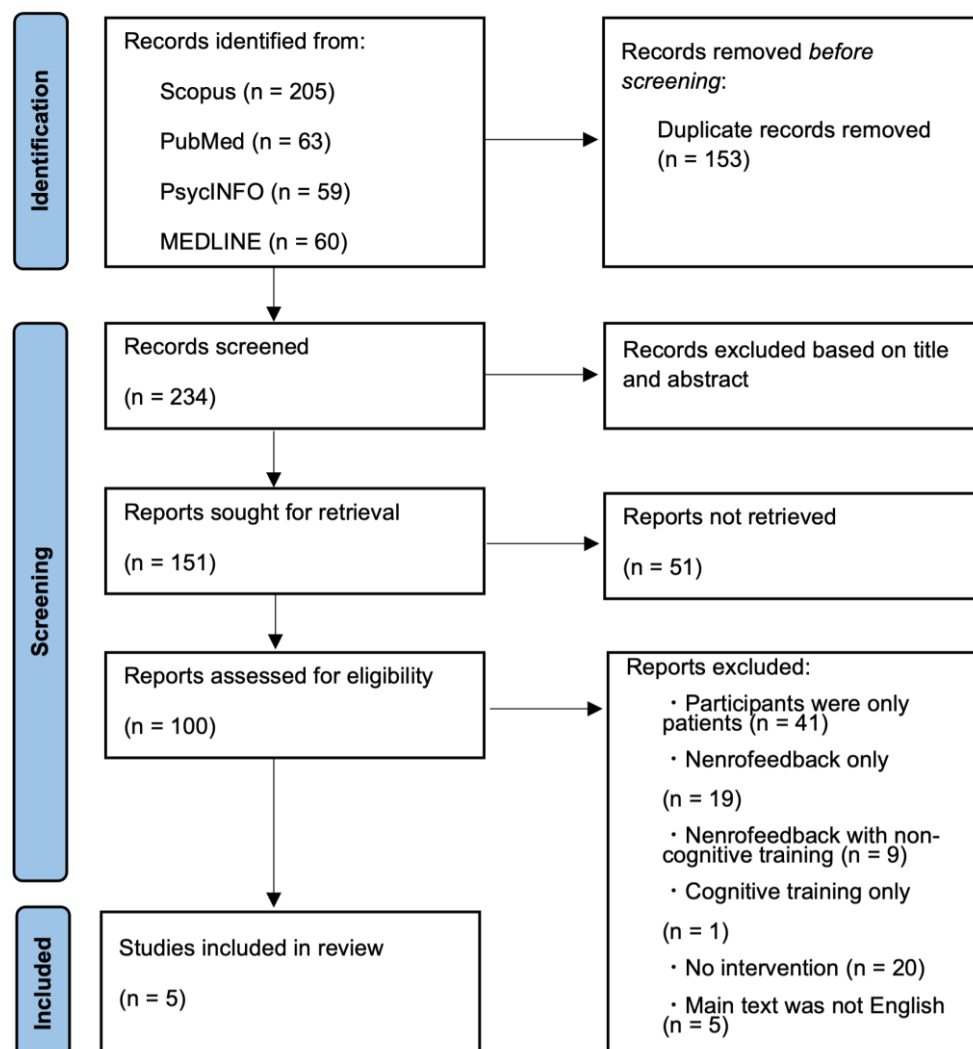 Identification
Records identified from:
Scopus (n = 205)
PubMed (n = 63)
PsycINFO (n = 59)
MEDLINE (n = 60)
Records removed before
screening:
Duplicate records removed
(n = 153)
Screening
Records screened
(n = 234)
Records excluded based on title
and abstract
Reports sought for retrieval
(n = 151)
Reports not retrieved
(n = 51)
Reports assessed for eligibility
(n = 100)
Reports excluded:
・Participants were only
patients (n = 41)
・Nenrofeedback only
(n = 19)
・Nenrofeedback with non-
cognitive training (n = 9)
・Cognitive training only
(n = 1)
・No intervention (n = 20)
・Main text was not English
(n = 5)
Included
Studies included in review
(n = 5)